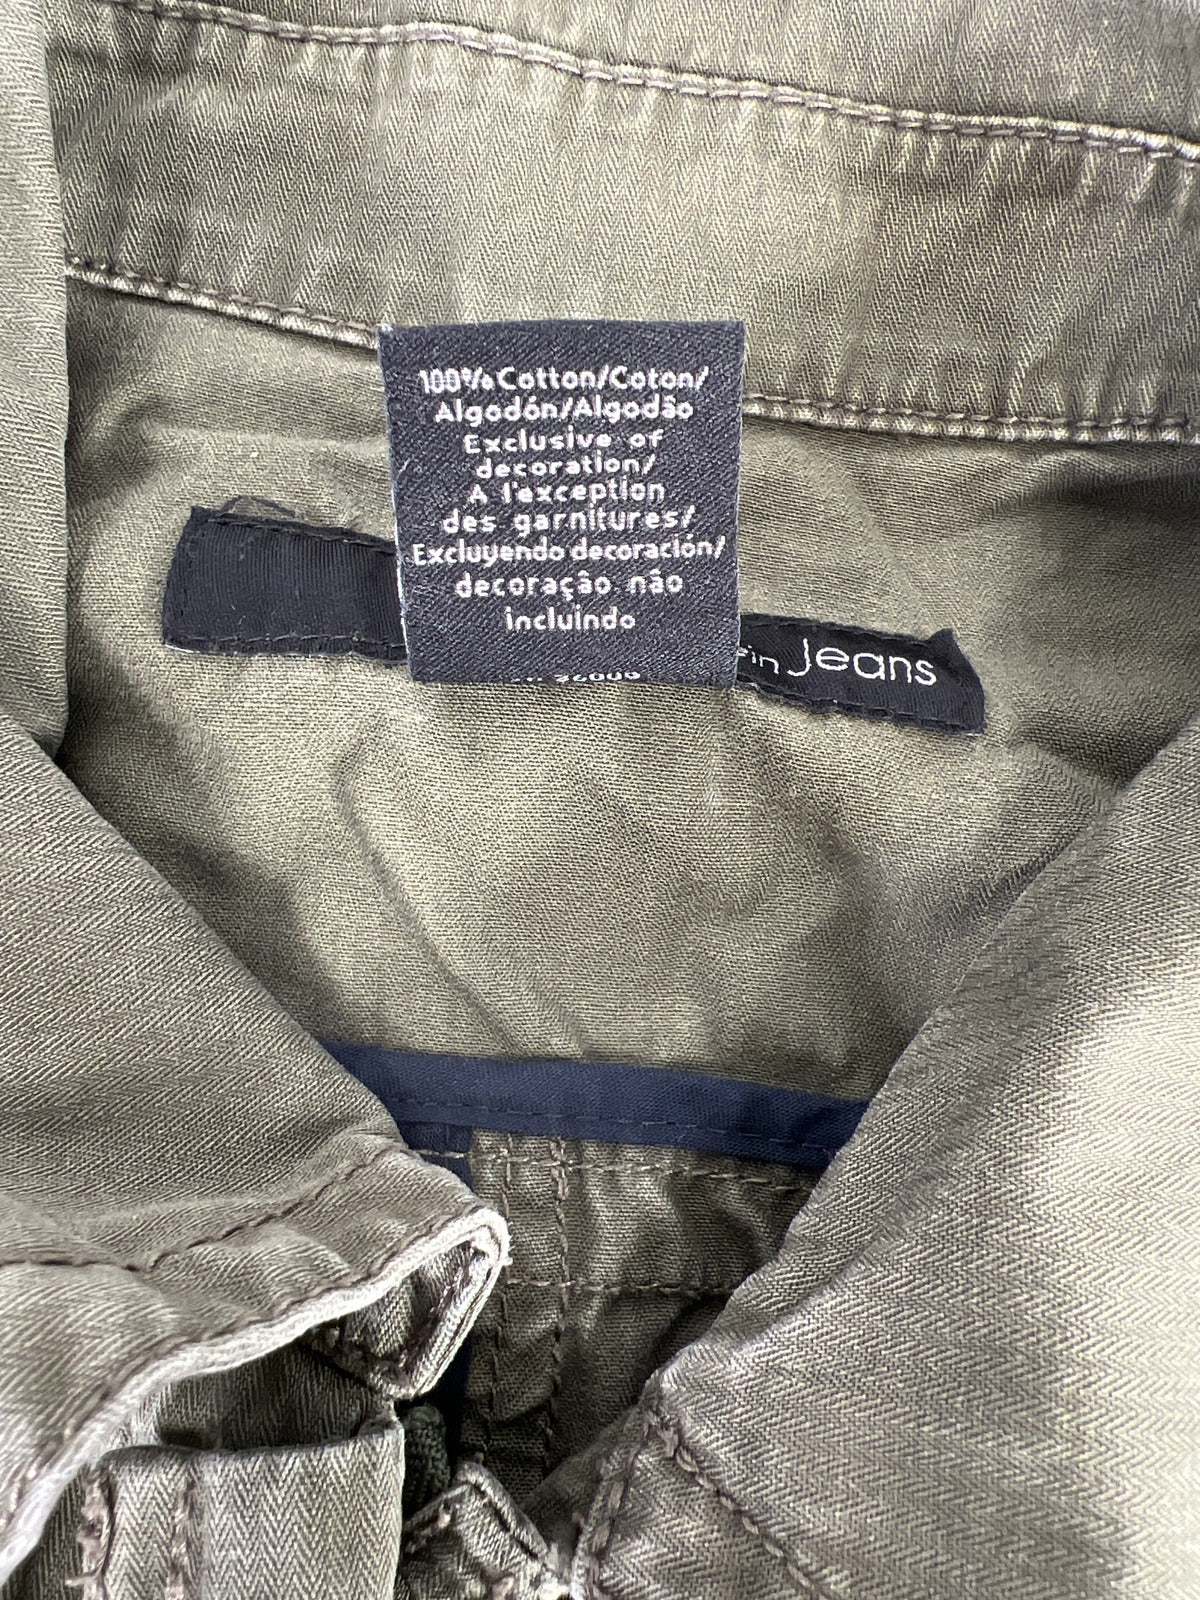 100% Cotton/Coton/
Algodón/Algodão
Exclusive of
decoration/
A l'exception
des garnitures/
Excluyendo decoración/
decoração não
incluindo
Jeans